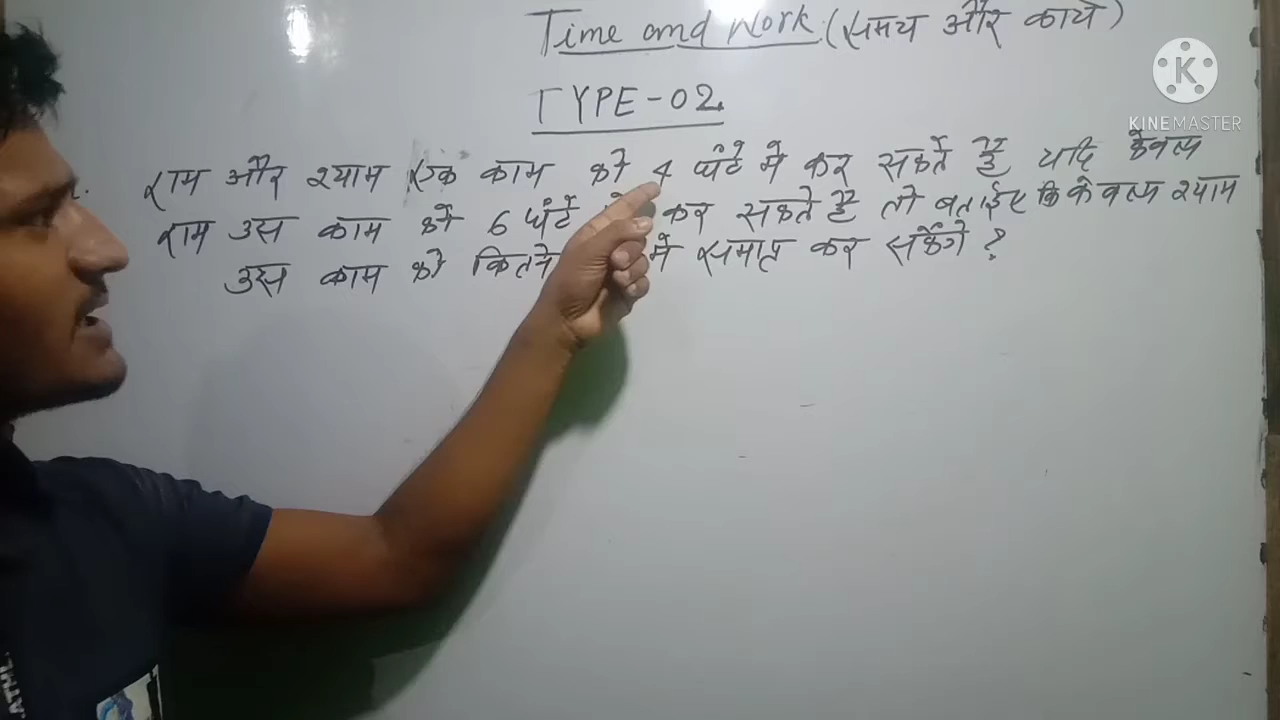 Time and Work (समय और कार्य)
KINEMASTER
TYPE-02.
राम और श्याम एक काम को 4 घंटे में कर सकते हैं यदि केवल
राम उस काम को 6 घंटे कर सकते हैं तो बताईए कि केवल श्याम
उस काम को कितने में समाप्त कर सकेंगे ?